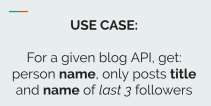 USE CASE:
For a given blog API, get:
person name, only posts title
and name of last 3 followers